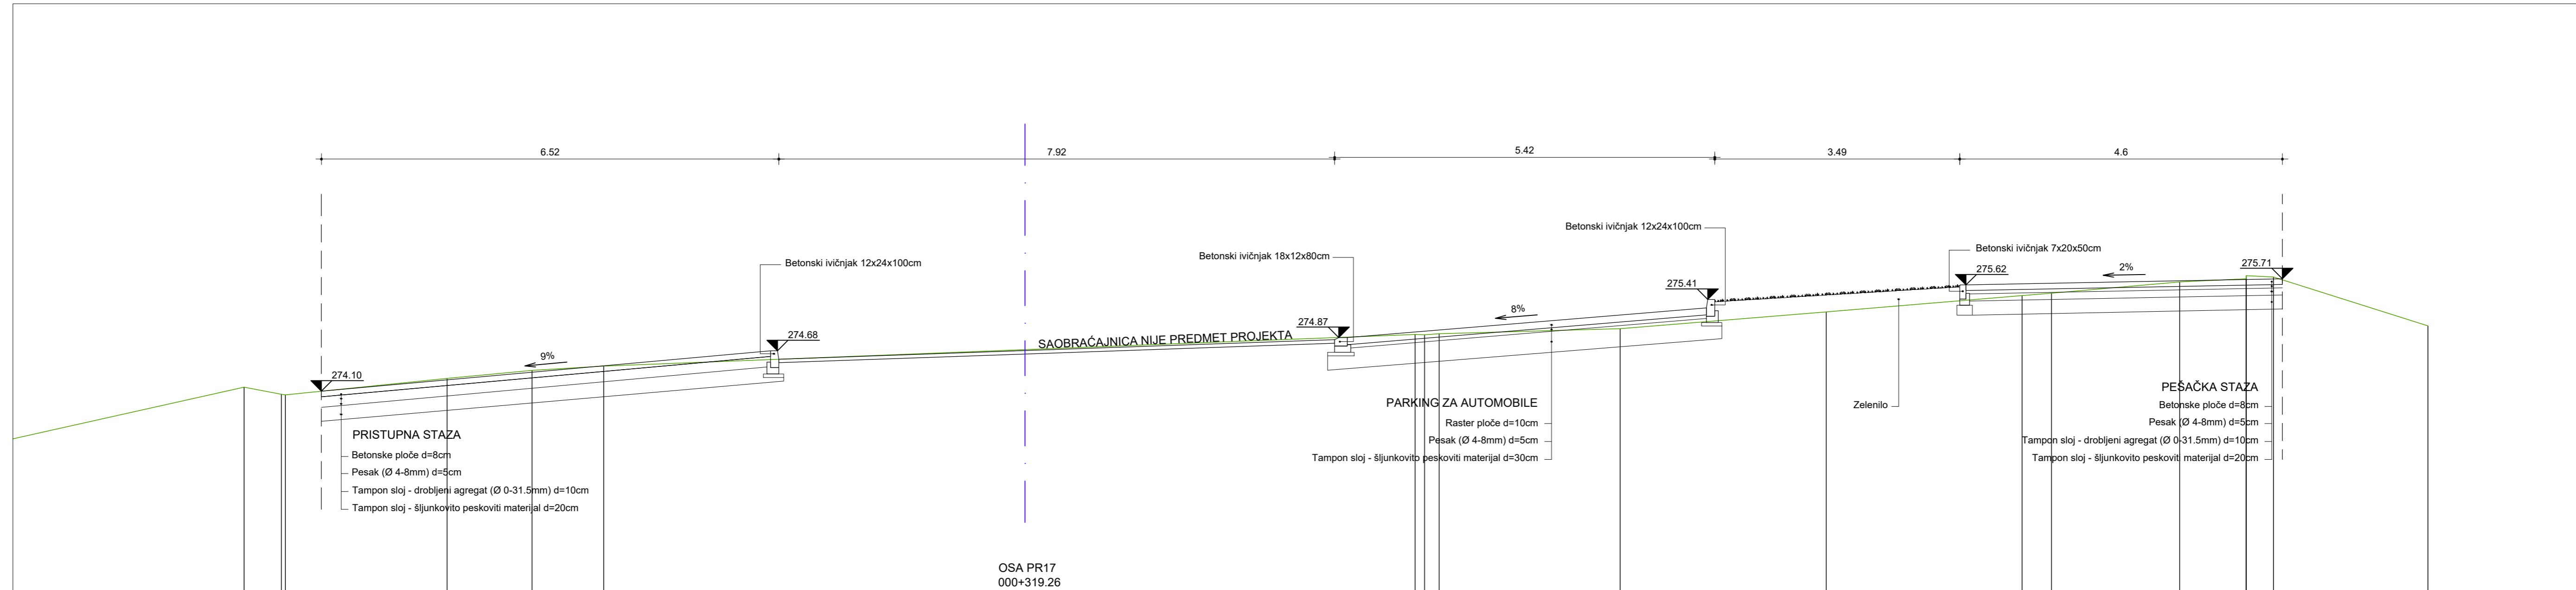 6.52
7.92
5.42
3.49
4.6
Betonski ivičnjak 12x24x100cm
Betonski ivičnjak 18x12x80cm
Betonski ivičnjak 12x24x100cm
Betonski ivičnjak 7x20x50cm
274.10
9%
274.68
SAOBRAĆAJNICA NIJE PREDMET PROJEKTA
274.87
8%
275.41
275.62
2%
275.71
PRISTUPNA STAZA
Betonske ploče d=8cm
Pesak (Ø 4-8mm) d=5cm
Tampon sloj - drobljeni agregat (Ø 0-31.5mm) d=10cm
Tampon sloj - šljunkovito peskoviti materijal d=20cm
PARKING ZA AUTOMOBILE
Raster ploče d=10cm
Pesak (Ø 4-8mm) d=5cm
Tampon sloj - šljunkovito peskoviti materijal d=30cm
Zelenilo
PEŠAČKA STAZA
Betonske ploče d=8cm
Pesak (Ø 4-8mm) d=5cm
Tampon sloj - drobljeni agregat (Ø 0-31.5mm) d=10cm
Tampon sloj - šljunkovito peskoviti materijal d=20cm
OSA PR17
000+319.26